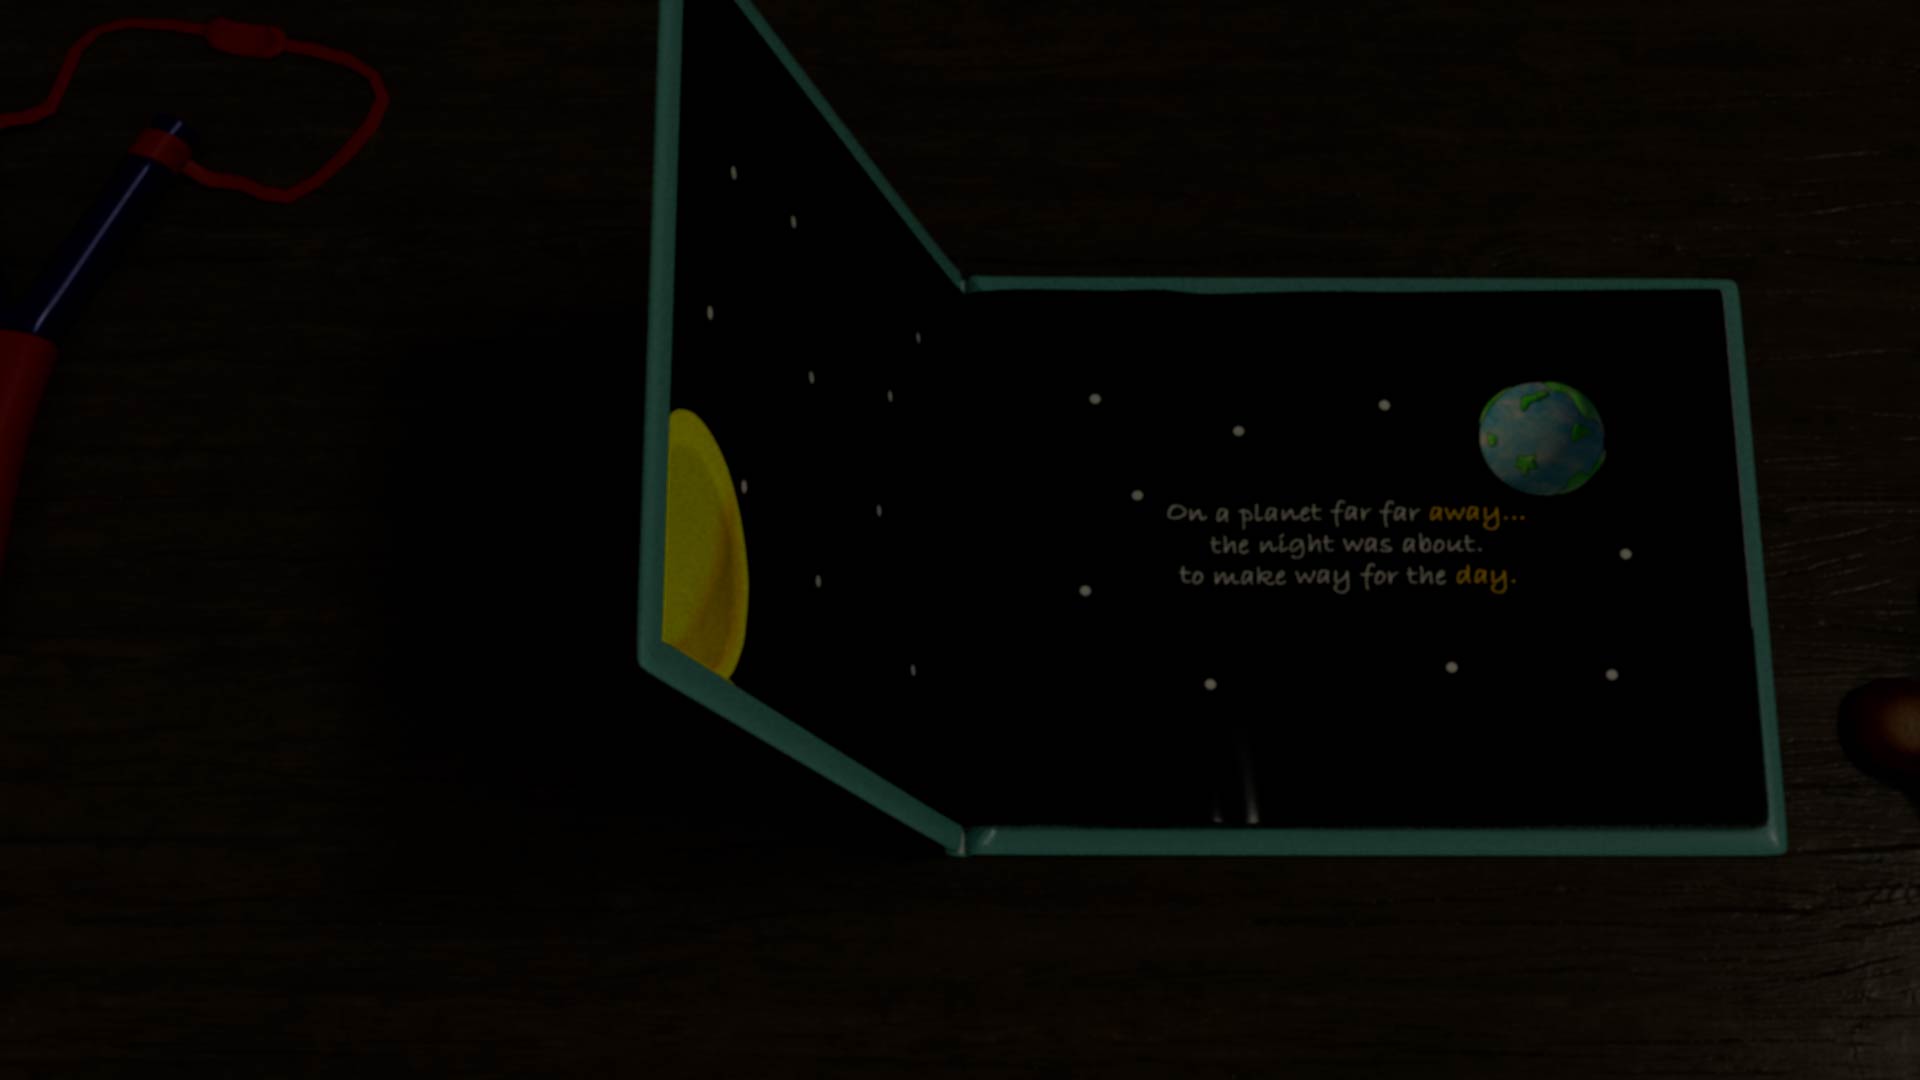 On a planet far far away...
the night was about.
to make way for the day.